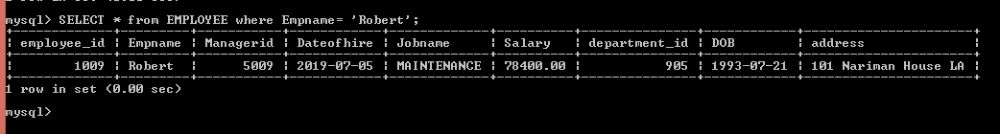 mysql> SELECT * from EMPLOYEE where Empname= 'Robert';
| employee_id | Empname | Managerid | Dateofhire | Jobname | Salary | department_id | DOB | address |
| 1009 | Robert | 5009 | 2019-07-05 | MAINTENANCE | 78400.00 | 905 | 1993-07-21 | 101 Nariman House LA |
1 row in set (0.00 sec)
mysql>